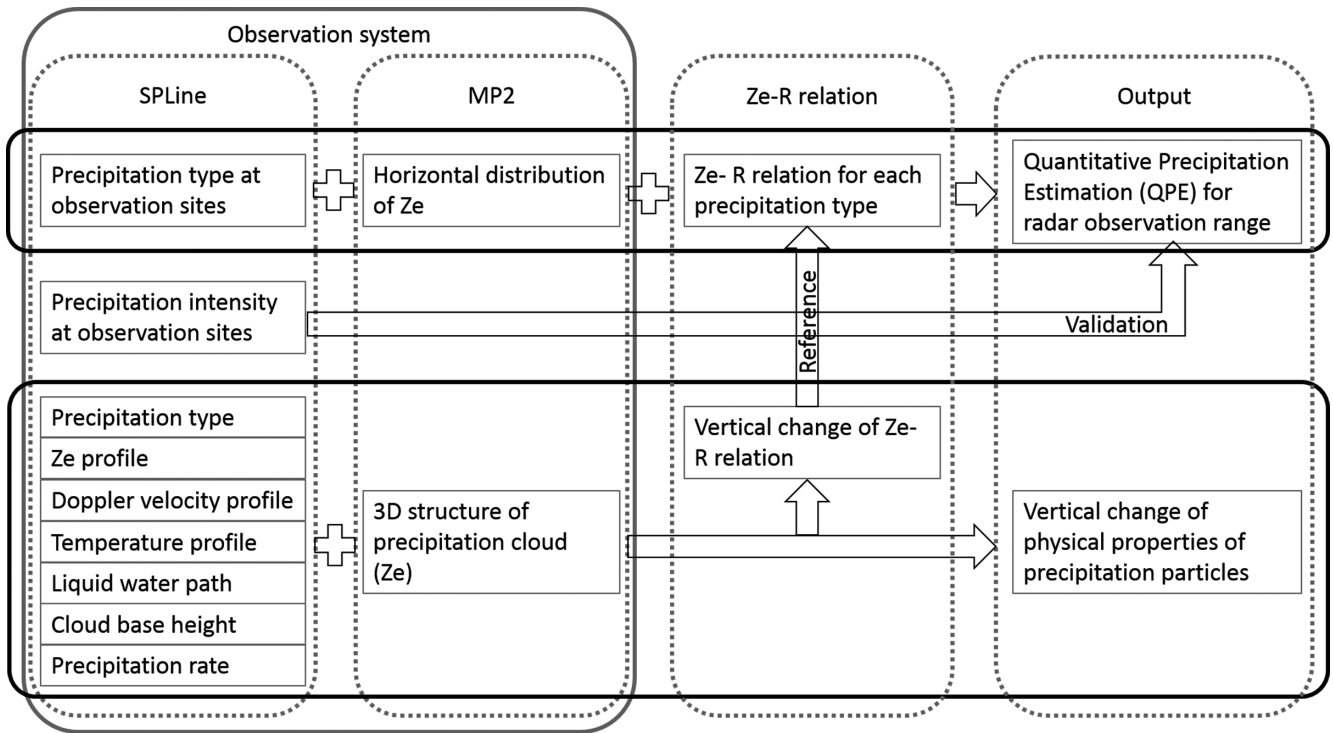 Observation system
SPLine
MP2
Ze-R relation
Output
Precipitation type at
observation sites
Horizontal distribution
of Ze
Ze- R relation for each
precipitation type
Quantitative Precipitation
Estimation (QPE) for
radar observation range
Precipitation intensity
at observation sites
Validation
Reference
Precipitation type
Ze profile
Doppler velocity profile
Temperature profile
Liquid water path
Cloud base height
Precipitation rate
3D structure of
precipitation cloud
(Ze)
Vertical change of Ze-
R relation
Vertical change of
physical properties of
precipitation particles